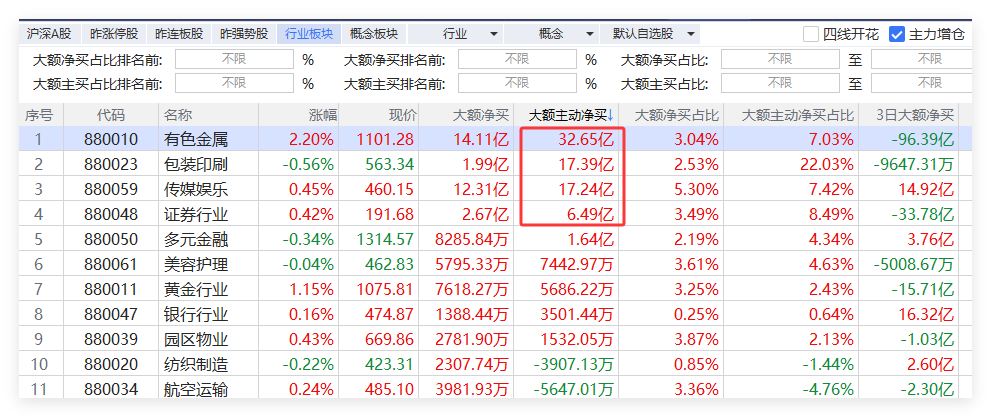 沪深A股 昨涨停股 昨连板股 昨强势股 行业板块 概念板块 行业 概念 默认自选股 四线开花 主力增仓
大额净买占比排名前: 不限 % 大额净买排名前: 不限 % 大额净买占比: 不限 至 不限
大额主买占比排名前: 不限 % 大额主买排名前: 不限 % 大额主买占比: 不限 至 不限
序号 代码 名称 涨幅 现价 大额净买 大额主动净买↓ 大额净买占比 大额主动净买占比 3日大额净买
1 880010 有色金属 2.20% 1101.28 14.11亿 32.65亿 3.04% 7.03% -96.39亿
2 880023 包装印刷 -0.56% 563.34 1.99亿 17.39亿 2.53% 22.03% -9647.31万
3 880059 传媒娱乐 0.45% 460.15 12.31亿 17.24亿 5.30% 7.42% 14.92亿
4 880048 证券行业 0.42% 191.68 2.67亿 6.49亿 3.49% 8.49% -33.78亿
5 880050 多元金融 -0.34% 1314.57 8285.84万 1.64亿 2.19% 4.34% 3.76亿
6 880061 美容护理 -0.04% 462.83 5795.33万 7442.97万 3.61% 4.63% -5008.67万
7 880011 黄金行业 1.15% 1075.81 7618.27万 5686.22万 3.25% 2.43% -15.71亿
8 880047 银行行业 0.16% 474.87 1388.44万 3501.44万 0.25% 0.64% 16.32亿
9 880039 园区物业 0.43% 669.86 2781.90万 1532.05万 3.87% 2.13% -1.03亿
10 880020 纺织制造 -0.22% 423.31 2307.74万 -3907.13万 0.85% -1.44% 2.60亿
11 880034 航空运输 0.24% 485.10 3981.93万 -5647.01万 3.36% -4.76% -2.30亿